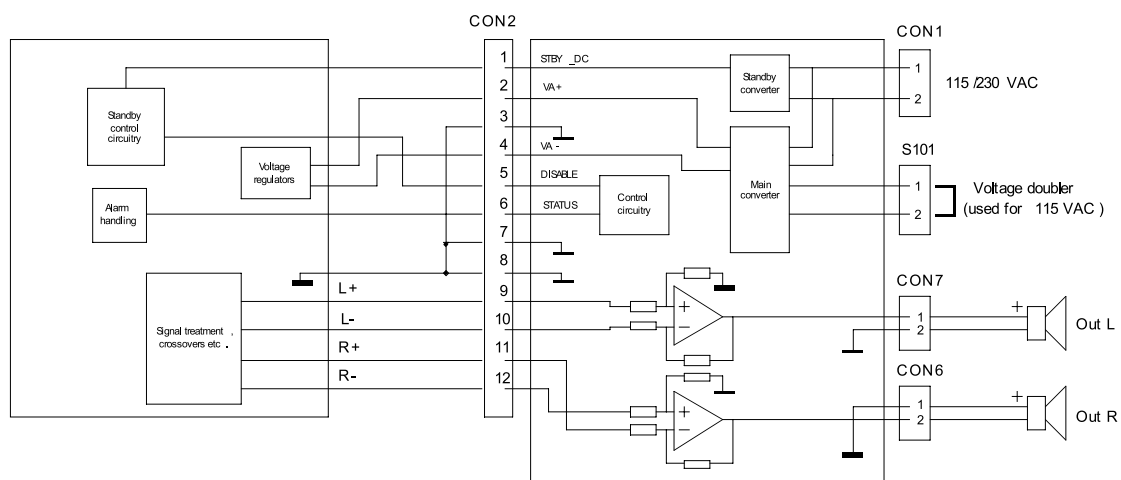 CON2
1
2
3
4
5
6
7
8
9
10
11
12
Standby
control
circuitry
Voltage
regulators
Alarm
handling
Signal treatment ,
crossovers etc .
L+
L-
R+
R-
STBY _DC
VA+
VA -
DISABLE
STATUS
Standby
converter
Main
converter
Control
circuitry
+
−
+
−
CON1
1
2
115 /230 VAC
S101
1
2
Voltage doubler
(used for 115 VAC )
CON7
1
2
+
Out L
CON6
1
2
+
Out R